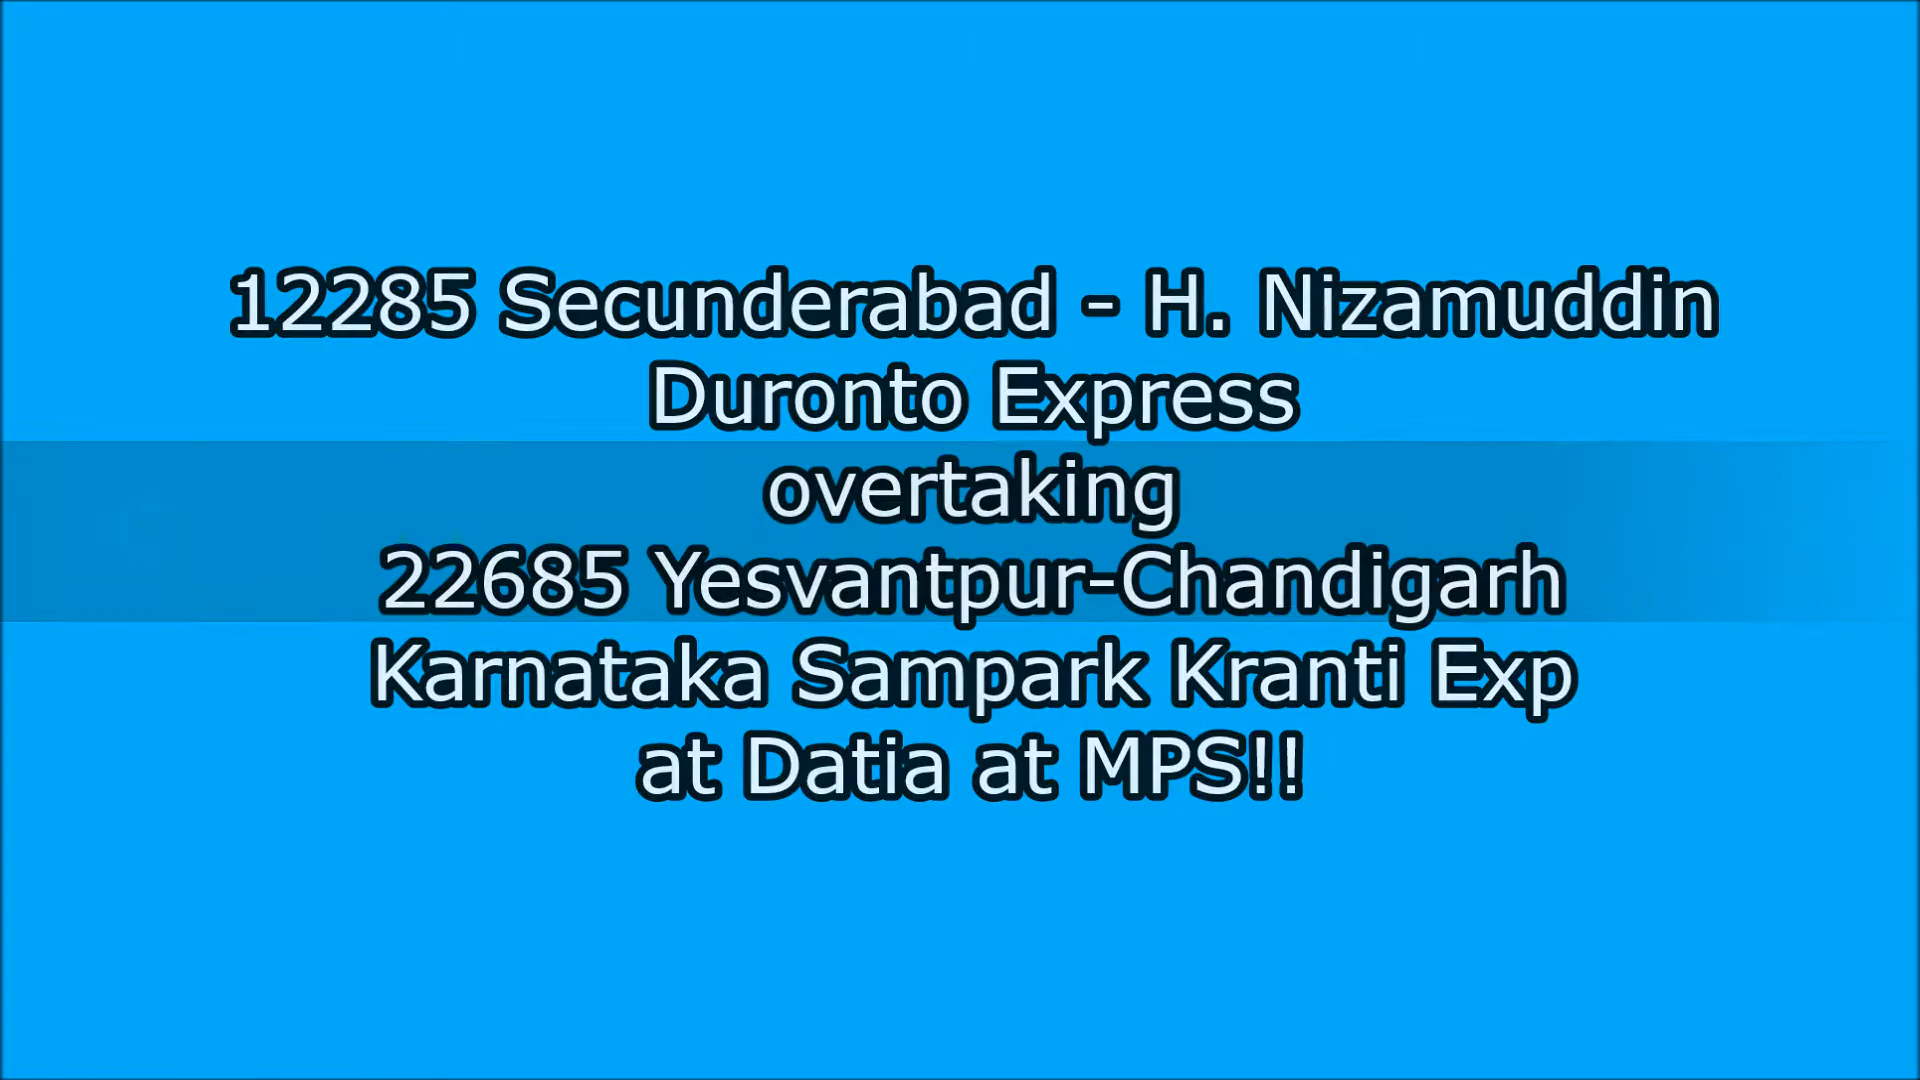 12285 Secunderabad - H. Nizamuddin
Duronto Express
overtaking
22685 Yesvantpur-Chandigarh
Karnataka Sampark Kranti Exp
at Datia at MPS!!